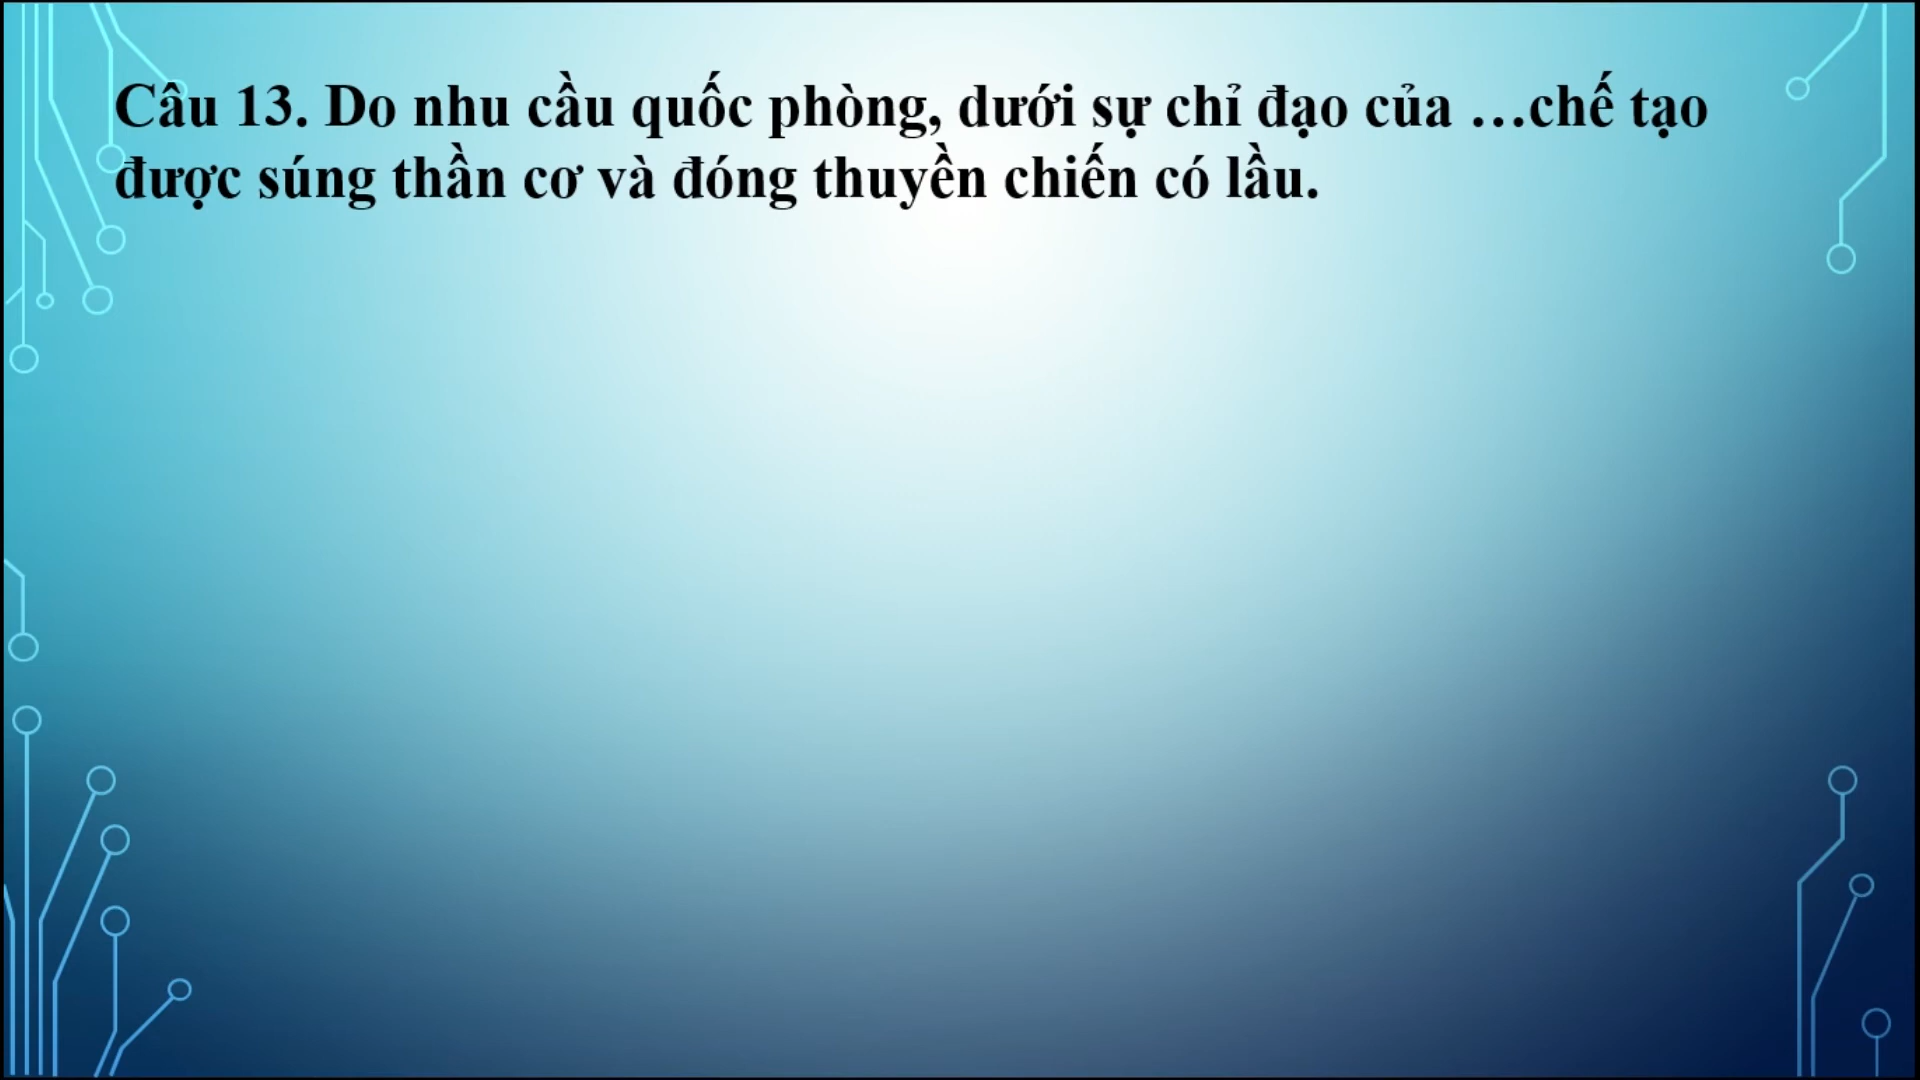 Câu 13. Do nhu cầu quốc phòng, dưới sự chỉ đạo của …chế tạo
được súng thần cơ và đóng thuyền chiến có lầu.